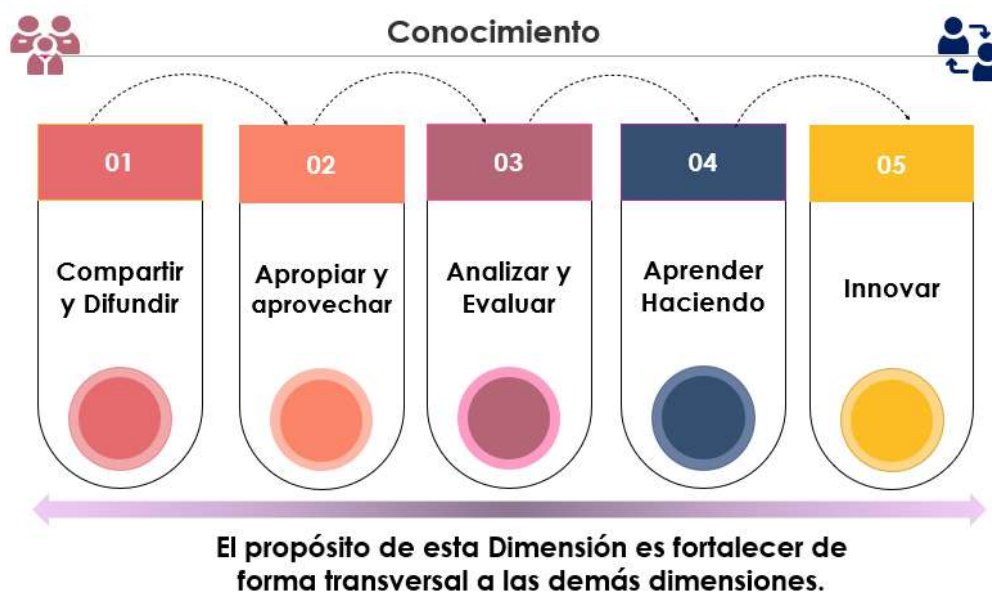 Conocimiento
01
Compartir
y Difundir
02
Apropiar y
aprovechar
03
Analizar y
Evaluar
04
Aprender
Haciendo
05
Innovar
El propósito de esta Dimensión es fortalecer de
forma transversal a las demás dimensiones.